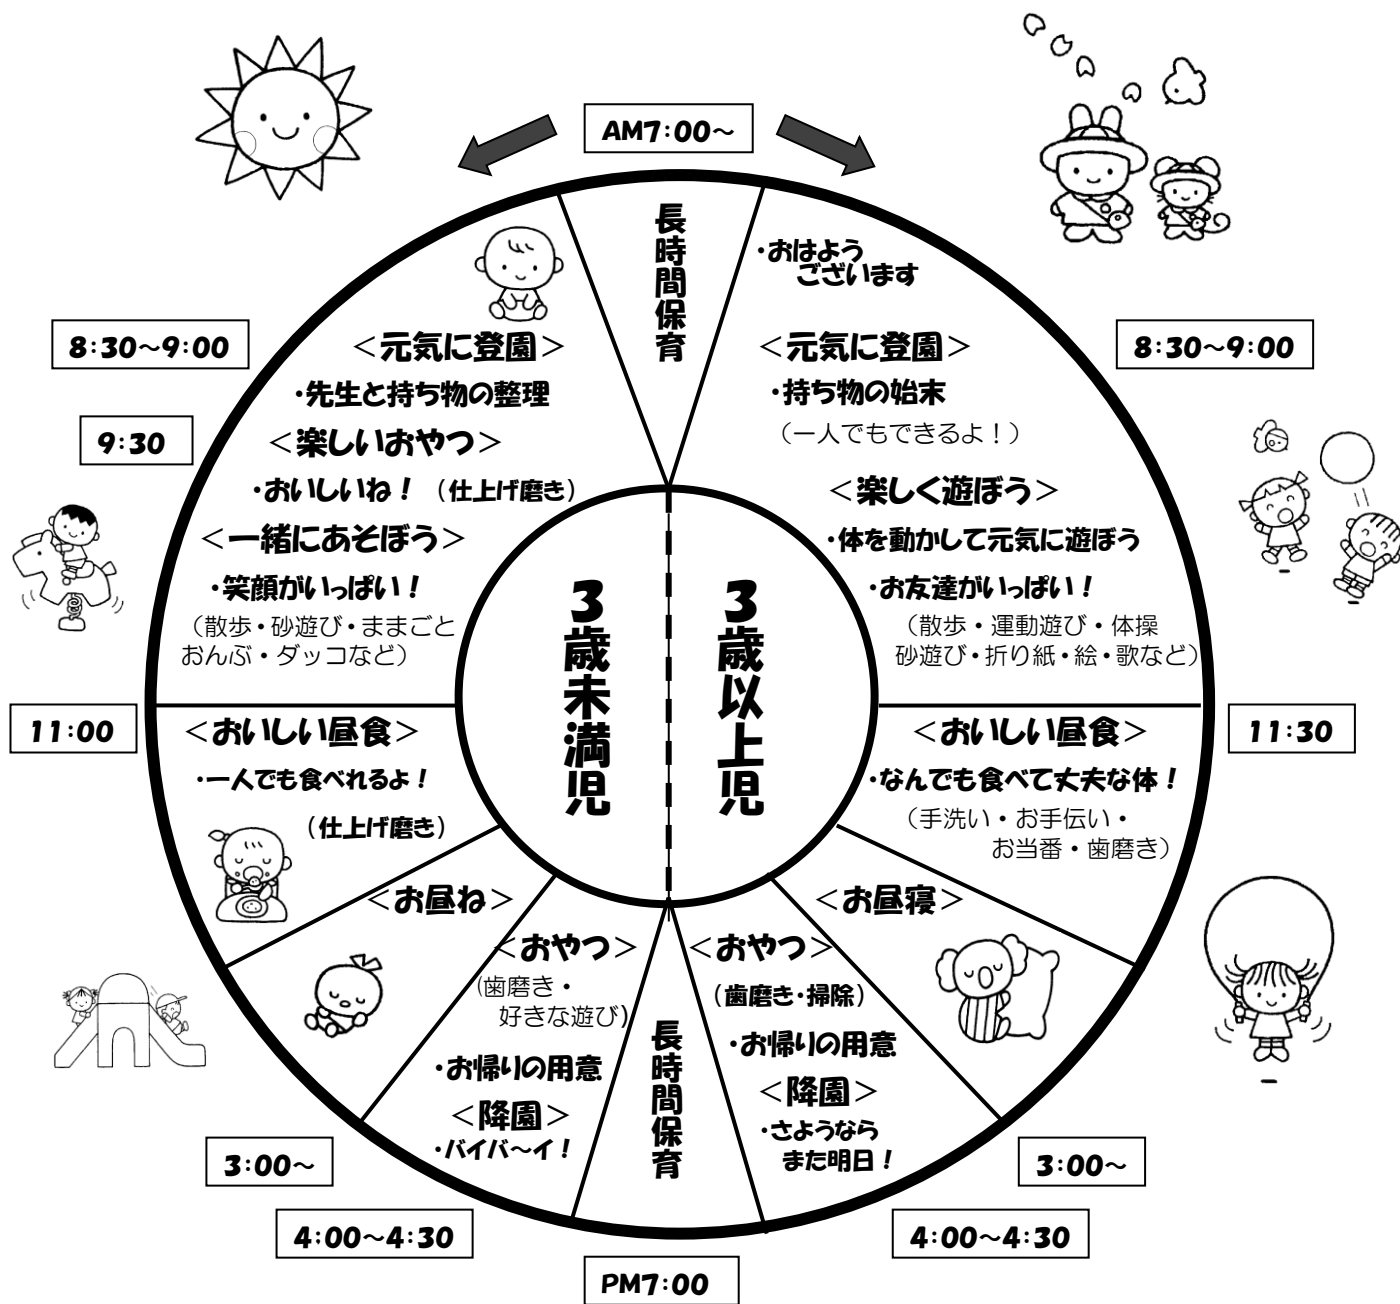 AM7:00～
長時間保育
8:30～9:00
＜元気に登園＞
・先生と持ち物の整理
9:30
＜楽しいおやつ＞
・おいしいね！（仕上げ磨き）
＜一緒にあそぼう＞
・笑顔がいっぱい！
（散歩・砂遊び・ままごと
おんぶ・ダッコなど）
11:00
＜おいしい昼食＞
・一人でも食べれるよ！
（仕上げ磨き）
＜お昼ね＞
3:00～
＜おやつ＞
（歯磨き・
好きな遊び）
・お帰りの用意
＜降園＞
・バイバ～イ！
4:00～4:30
3歳未満児
3歳以上児
・おはよう
ございます
8:30～9:00
＜元気に登園＞
・持ち物の始末
（一人でもできるよ！）
＜楽しく遊ぼう＞
・体を動かして元気に遊ぼう
・お友達がいっぱい！
（散歩・運動遊び・体操
砂遊び・折り紙・絵・歌など）
11:30
＜おいしい昼食＞
・なんでも食べて丈夫な体！
（手洗い・お手伝い・
お当番・歯磨き）
＜お昼寝＞
3:00～
＜おやつ＞
（歯磨き・掃除）
・お帰りの用意
＜降園＞
・さようなら
また明日！
4:00～4:30
長時間保育
PM7:00